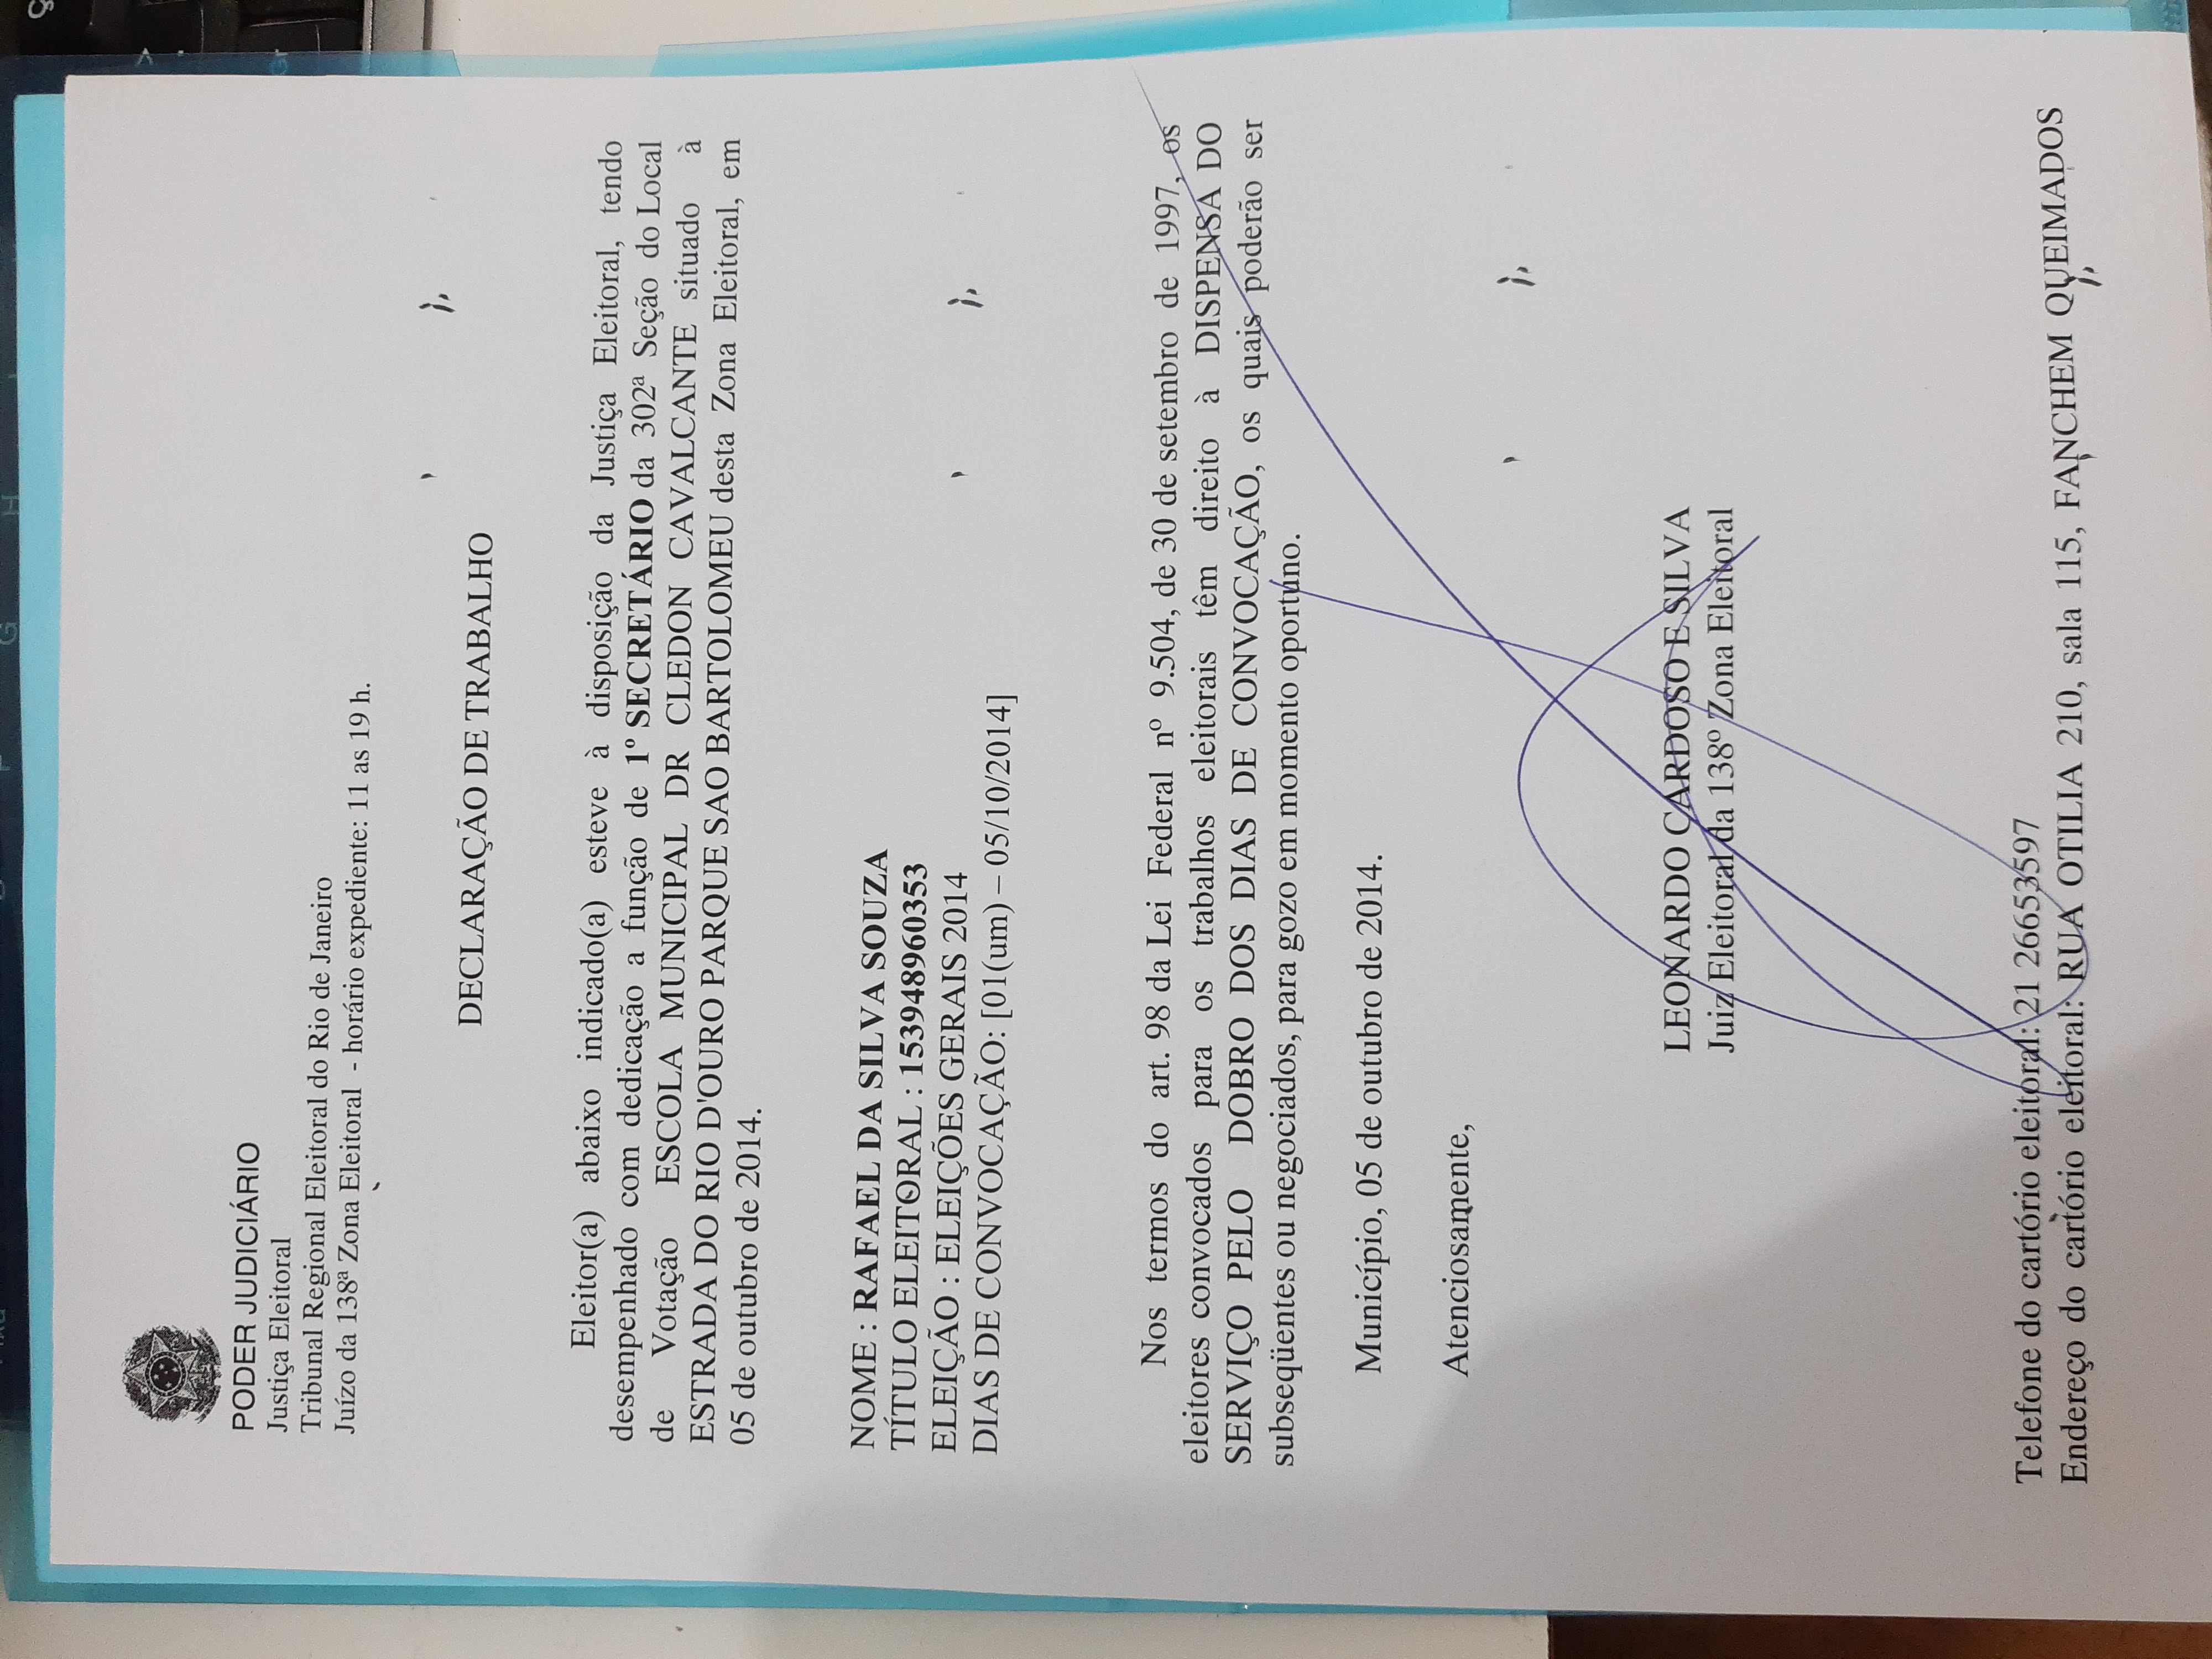 PODER JUDICIÁRIO
Justiça Eleitoral
Tribunal Regional Eleitoral do Rio de Janeiro
Juízo da 138ª Zona Eleitoral - horário expediente: 11 as 19 h.
DECLARAÇÃO DE TRABALHO
Eleitor(a) abaixo indicado(a) esteve à disposição da Justiça Eleitoral, tendo
desempenhado com dedicação a função de 1º SECRETÁRIO da 302ª Seção do Local
de Votação ESCOLA MUNICIPAL DR CLEDON CAVALCANTE situado à
ESTRADA DO RIO D'OURO PARQUE SAO BARTOLOMEU desta Zona Eleitoral, em
05 de outubro de 2014.
NOME : RAFAEL DA SILVA SOUZA
TÍTULO ELEITORAL : 153948960353
ELEIÇÃO : ELEIÇÕES GERAIS 2014
DIAS DE CONVOCAÇÃO: [01(um) – 05/10/2014]
Nos termos do art. 98 da Lei Federal nº 9.504, de 30 de setembro de 1997, os
eleitores convocados para os trabalhos eleitorais têm direito à DISPENSA DO
SERVIÇO PELO DOBRO DOS DIAS DE CONVOCAÇÃO, os quais poderão ser
subseqüentes ou negociados, para gozo em momento oportuno.
Município, 05 de outubro de 2014.
Atenciosamente,
LEONARDO CARDOSO E SILVA
Juiz Eleitoral da 138º Zona Eleitoral
Telefone do cartório eleitoral: 21 26653597
Endereço do cartório eleitoral: RUA OTILIA 210, sala 115, FANCHEM QUEIMADOS